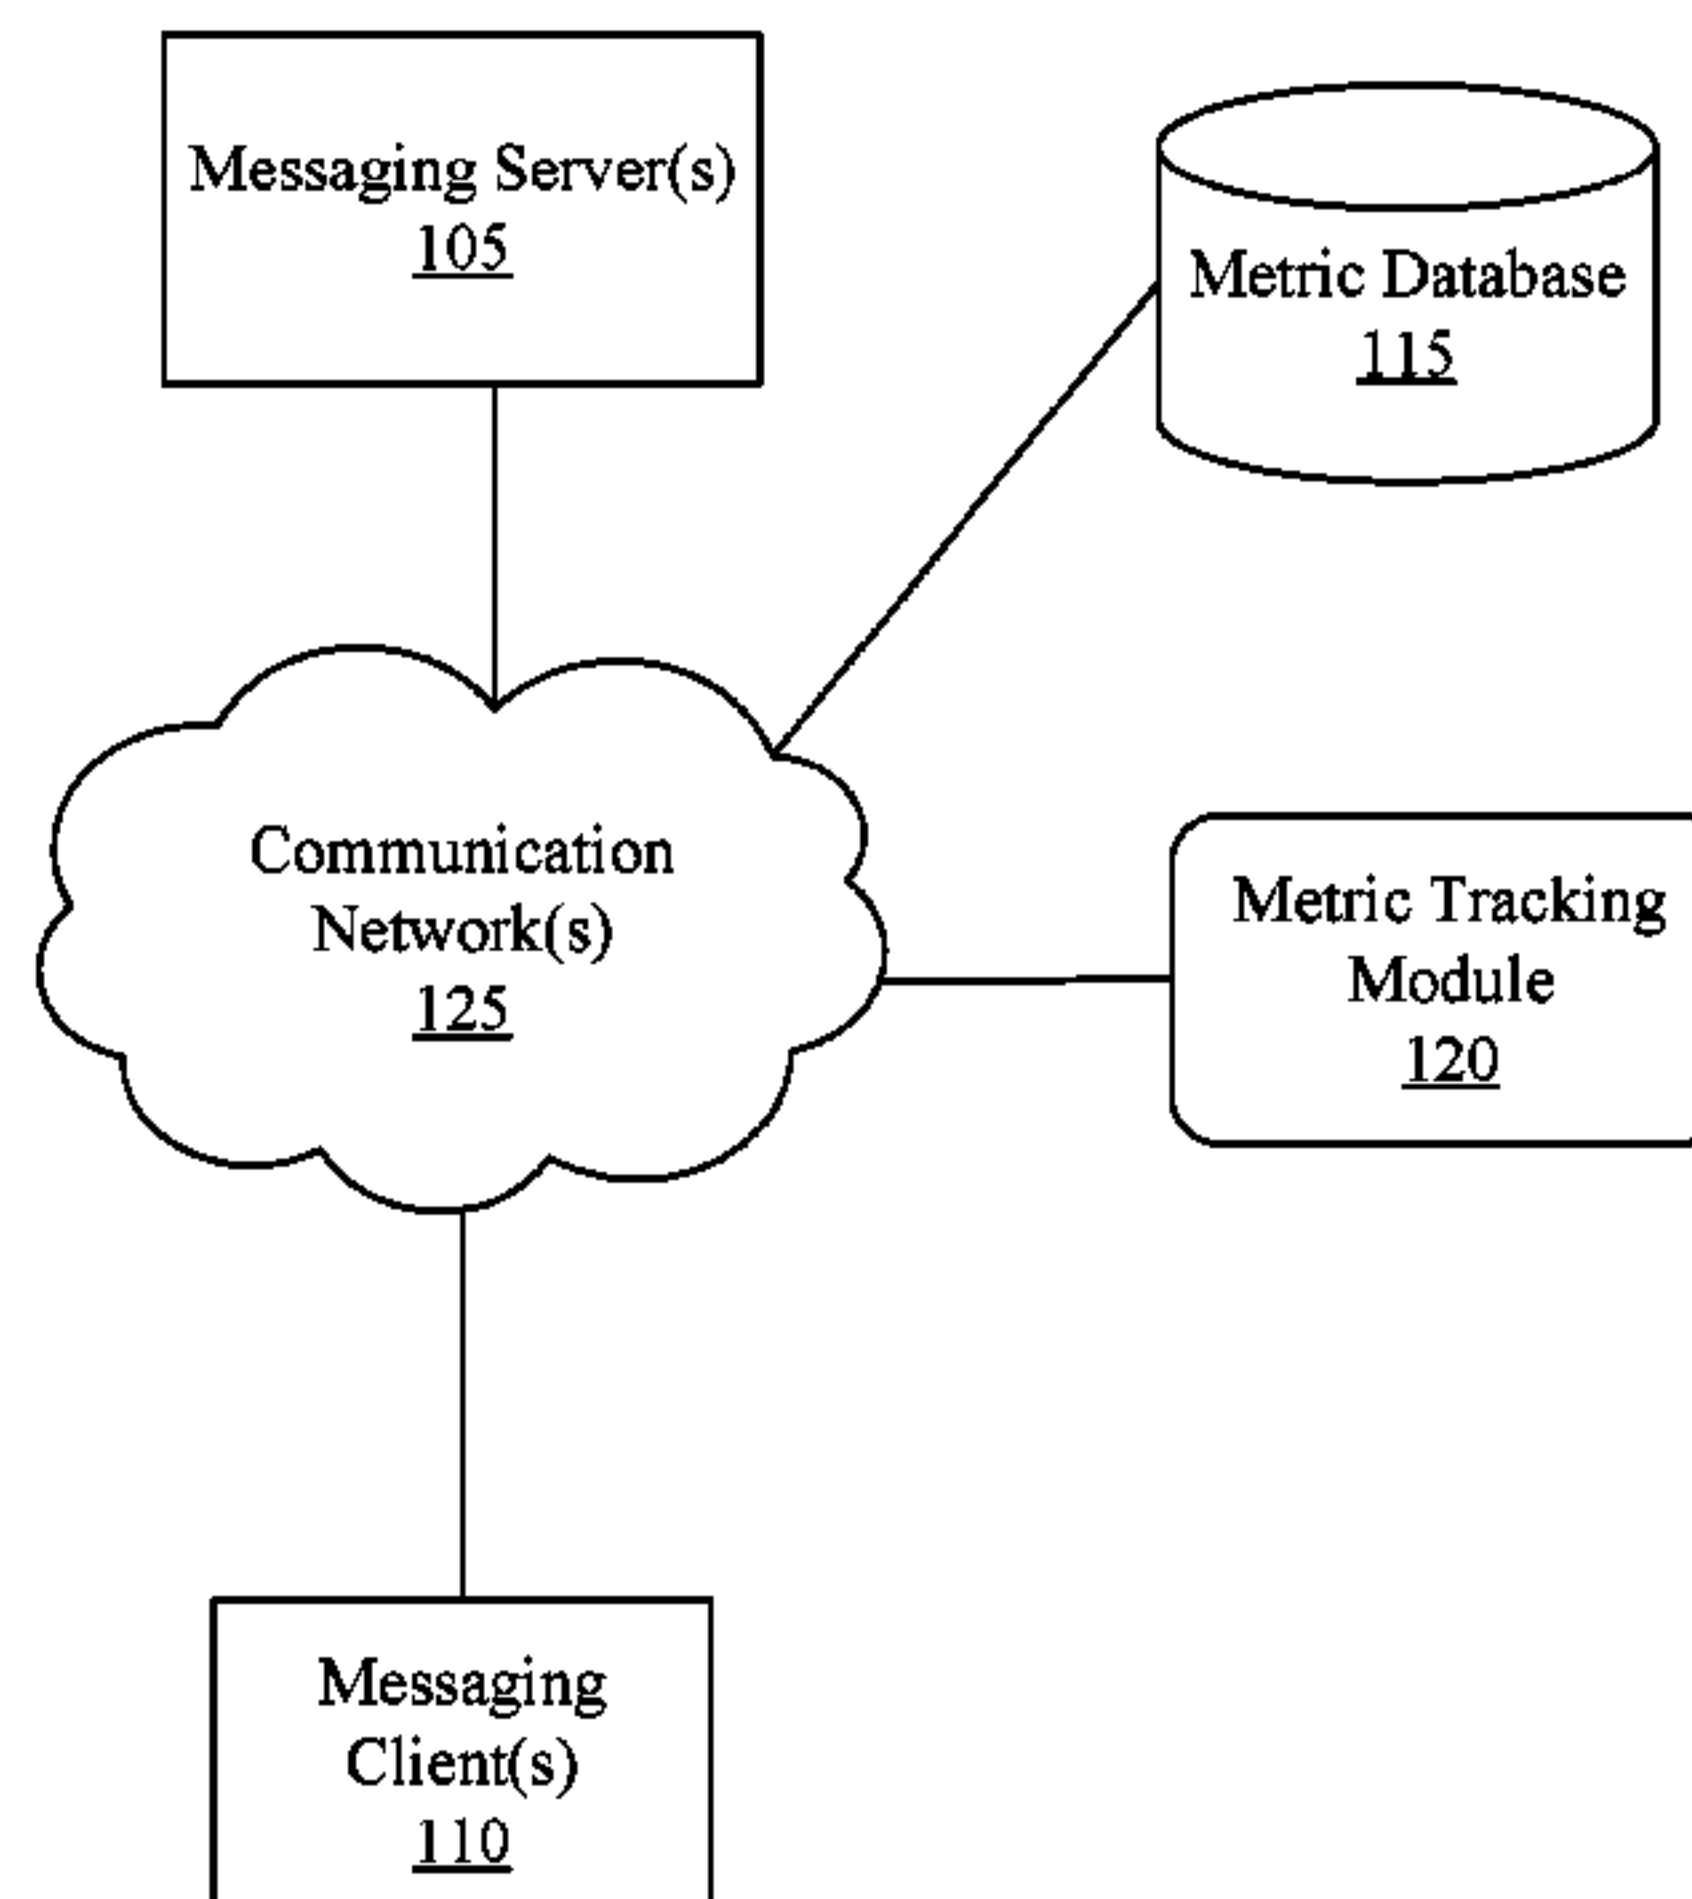 Messaging Server(s)
105
Metric Database
115
Communication
Network(s)
125
Metric Tracking
Module
120
Messaging
Client(s)
110